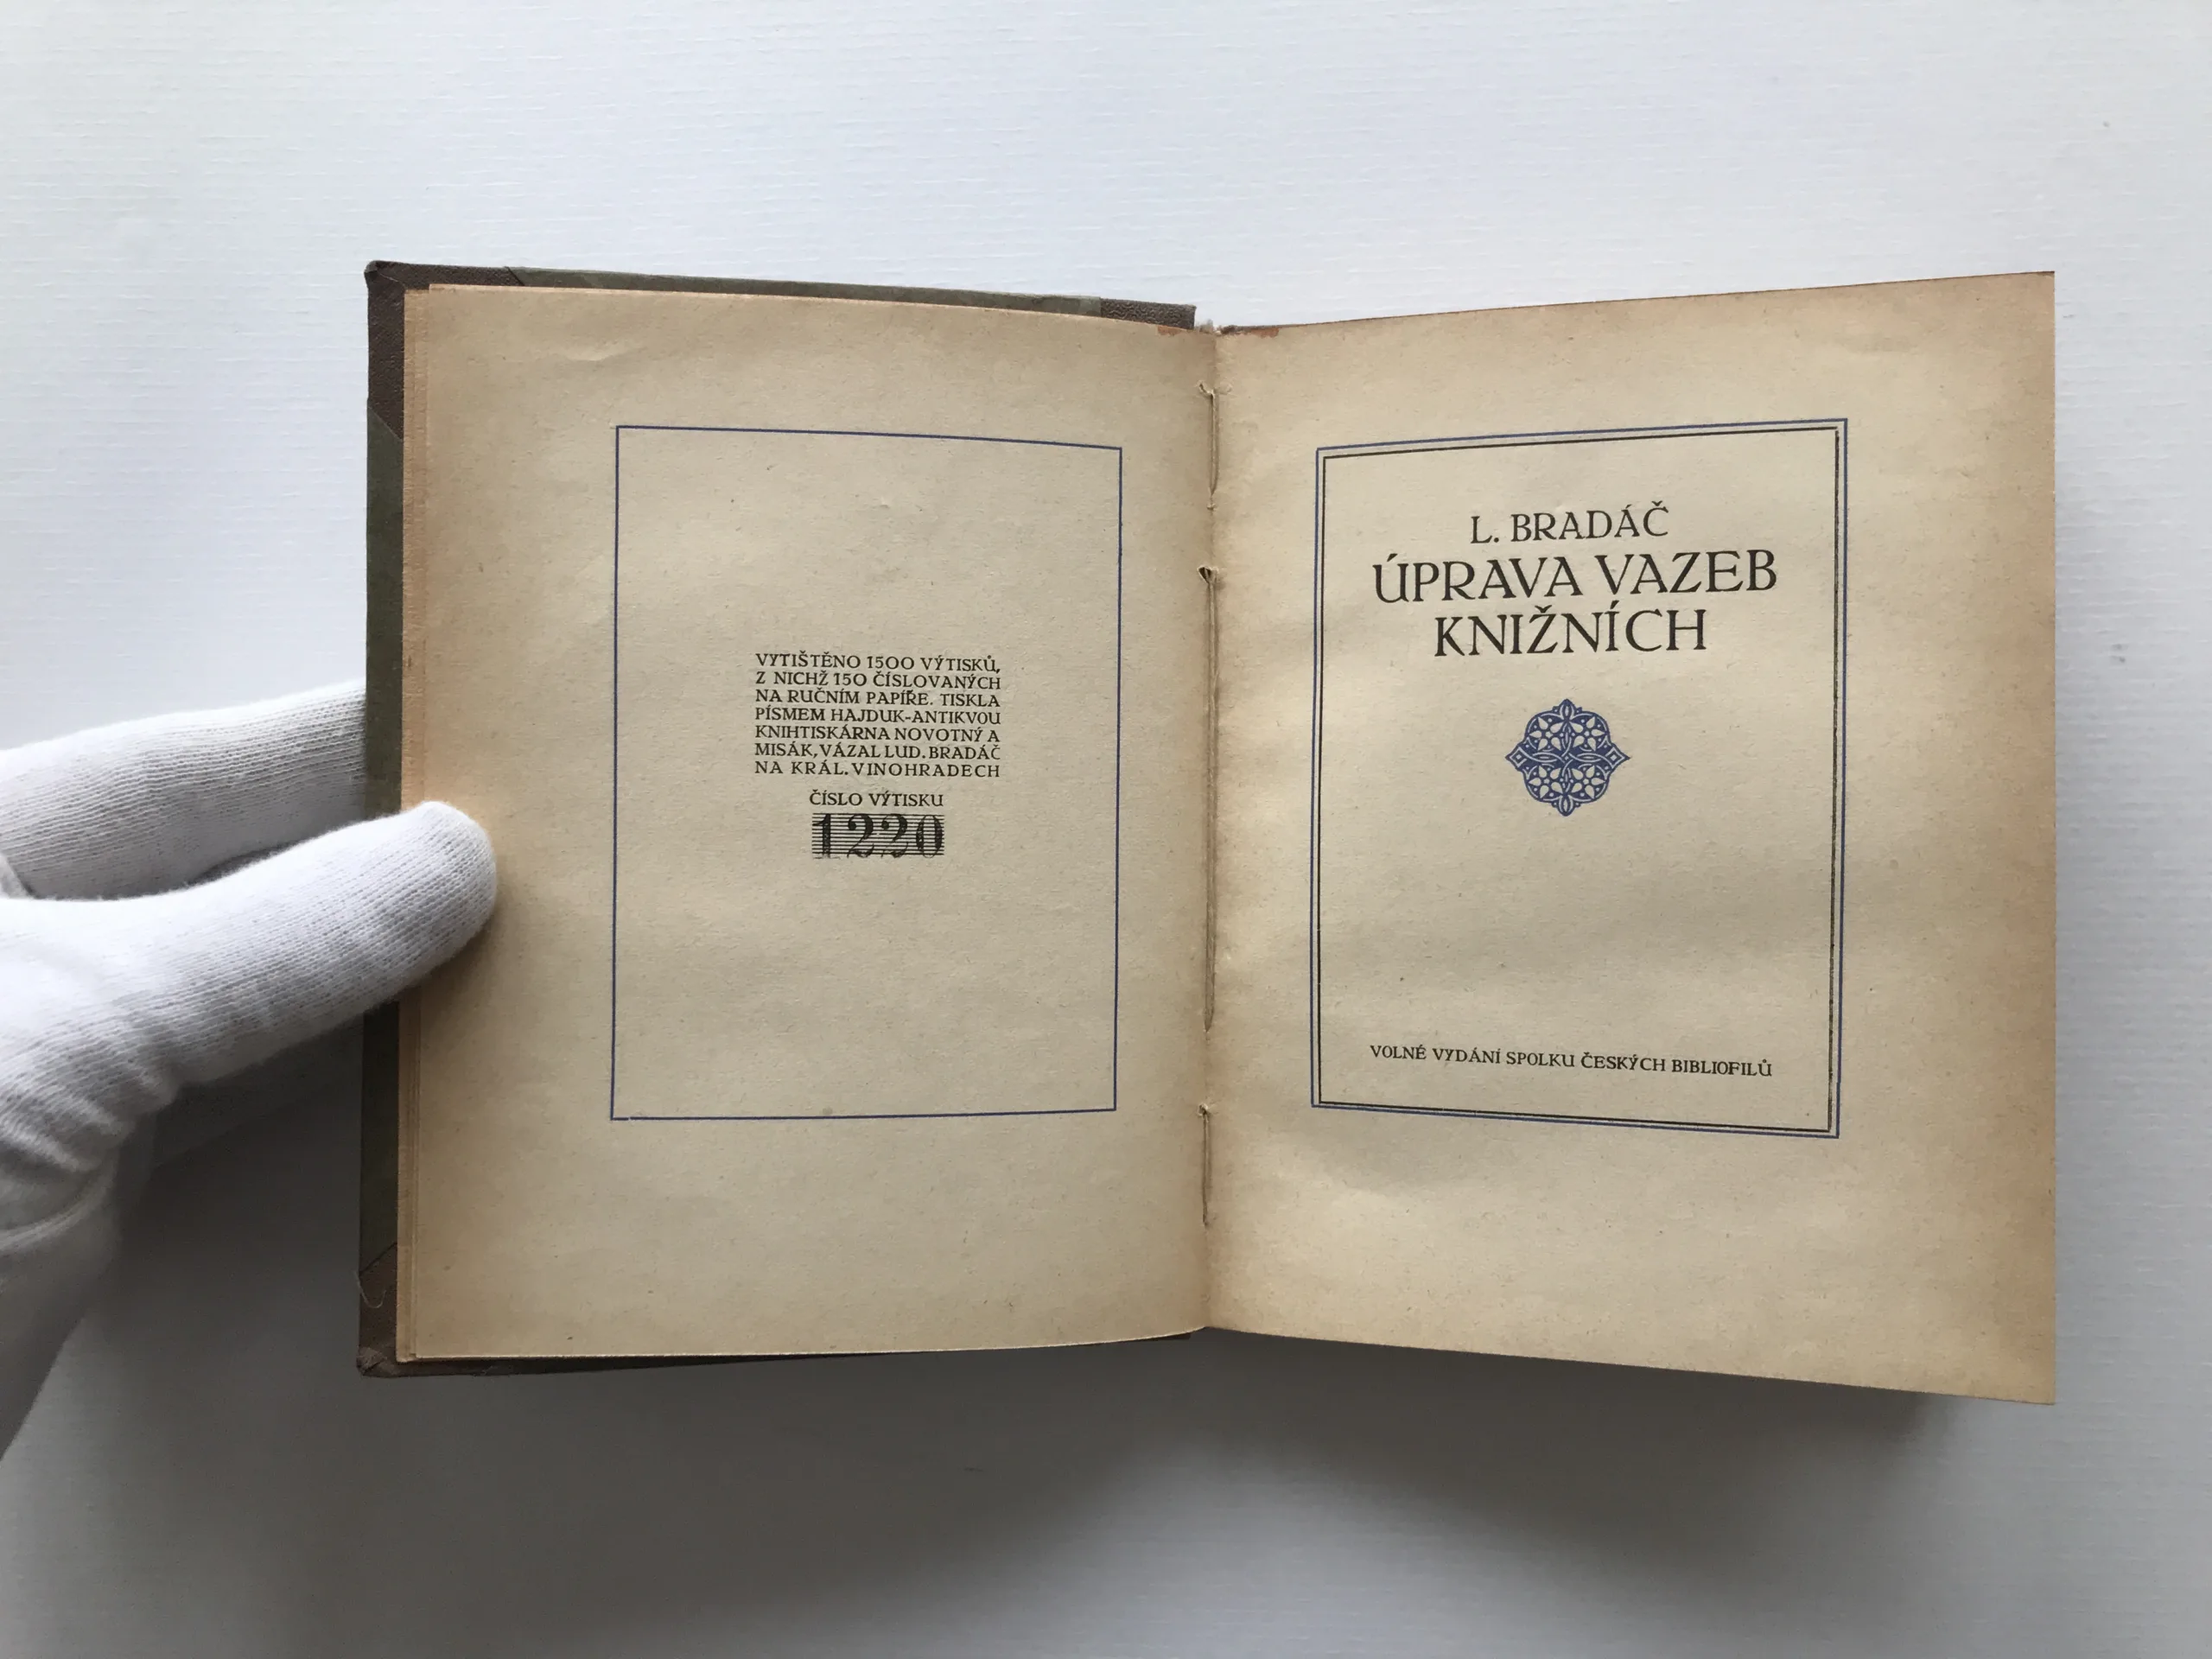 VYTIŠTĚNO 1500 VÝTISKŮ,
Z NICHŽ 150 ČÍSLOVANÝCH
NA RUČNÍM PAPÍŘE. TISKLA
PÍSMEM HAJDUK-ANTIKVOU
KNIHTISKÁRNA NOVOTNÝ A
MISÁK, VÁZAL LUD. BRADÁČ
NA KRÁL. VINOHRADECH
ČÍSLO VÝTISKU
1220
L. BRADÁČ
ÚPRAVA VAZEB
KNIŽNÍCH
VOLNÉ VYDÁNÍ SPOLKU ČESKÝCH BIBLIOFILŮ